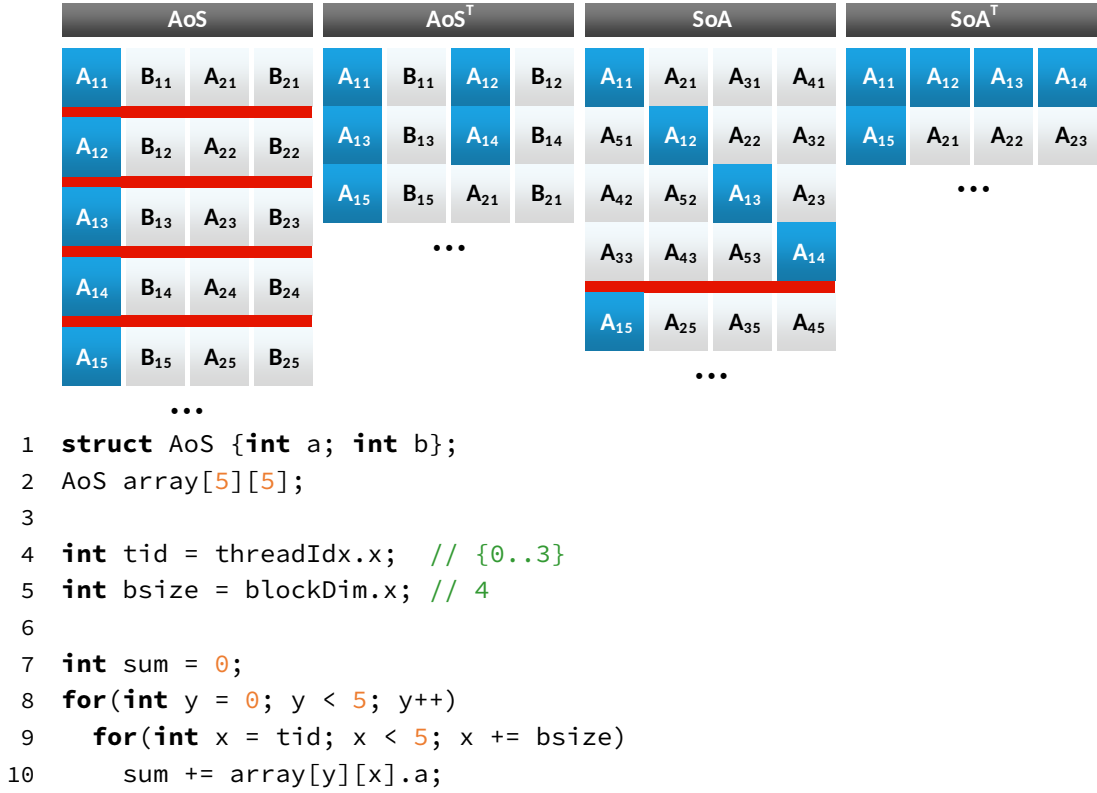 AoS
A₁₁ B₁₁ A₂₁ B₂₁
A₁₂ B₁₂ A₂₂ B₂₂
A₁₃ B₁₃ A₂₃ B₂₃
A₁₄ B₁₄ A₂₄ B₂₄
A₁₅ B₁₅ A₂₅ B₂₅
...
AoSᵀ
A₁₁ B₁₁ A₁₂ B₁₂
A₁₃ B₁₃ A₁₄ B₁₄
A₁₅ B₁₅ A₂₁ B₂₁
...
SoA
A₁₁ A₂₁ A₃₁ A₄₁
A₅₁ A₁₂ A₂₂ A₃₂
A₄₂ A₅₂ A₁₃ A₂₃
A₃₃ A₄₃ A₅₃ A₁₄
A₁₅ A₂₅ A₃₅ A₄₅
...
SoAᵀ
A₁₁ A₁₂ A₁₃ A₁₄
A₁₅ A₂₁ A₂₂ A₂₃
...
1 struct AoS {int a; int b};
2 AoS array[5][5];
3
4 int tid = threadIdx.x; // {0..3}
5 int bsize = blockDim.x; // 4
6
7 int sum = 0;
8 for(int y = 0; y < 5; y++)
9 for(int x = tid; x < 5; x += bsize)
10 sum += array[y][x].a;